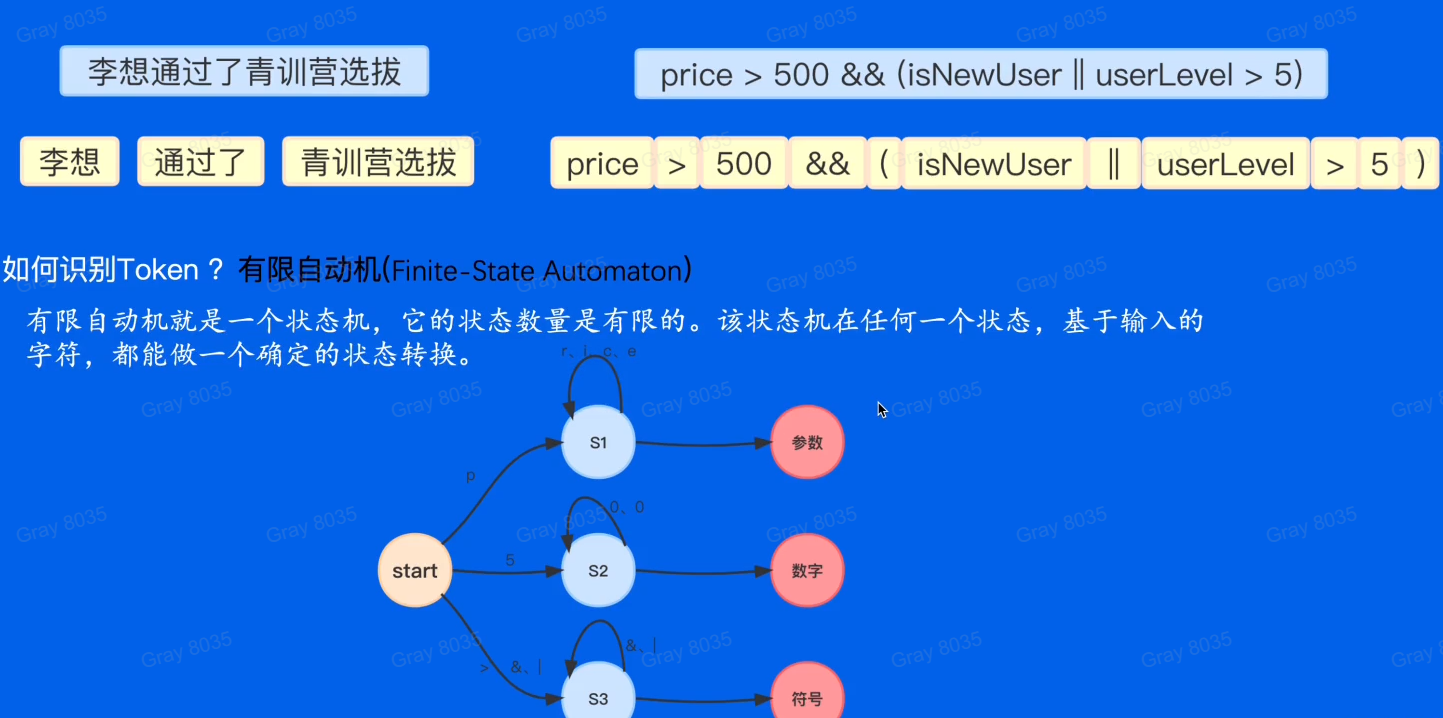 李想通过了青训营选拔
price > 500 && (isNewUser || userLevel > 5)
李想 通过了 青训营选拔
price > 500 && ( isNewUser || userLevel > 5 )
如何识别Token ? 有限自动机(Finite-State Automaton)
有限自动机就是一个状态机，它的状态数量是有限的。该状态机在任何一个状态，基于输入的
字符，都能做一个确定的状态转换。
r、i、c、e
S1
参数
p
0、0
start
5
S2
数字
&、|
> &、|
S3
符号
Gray 8035